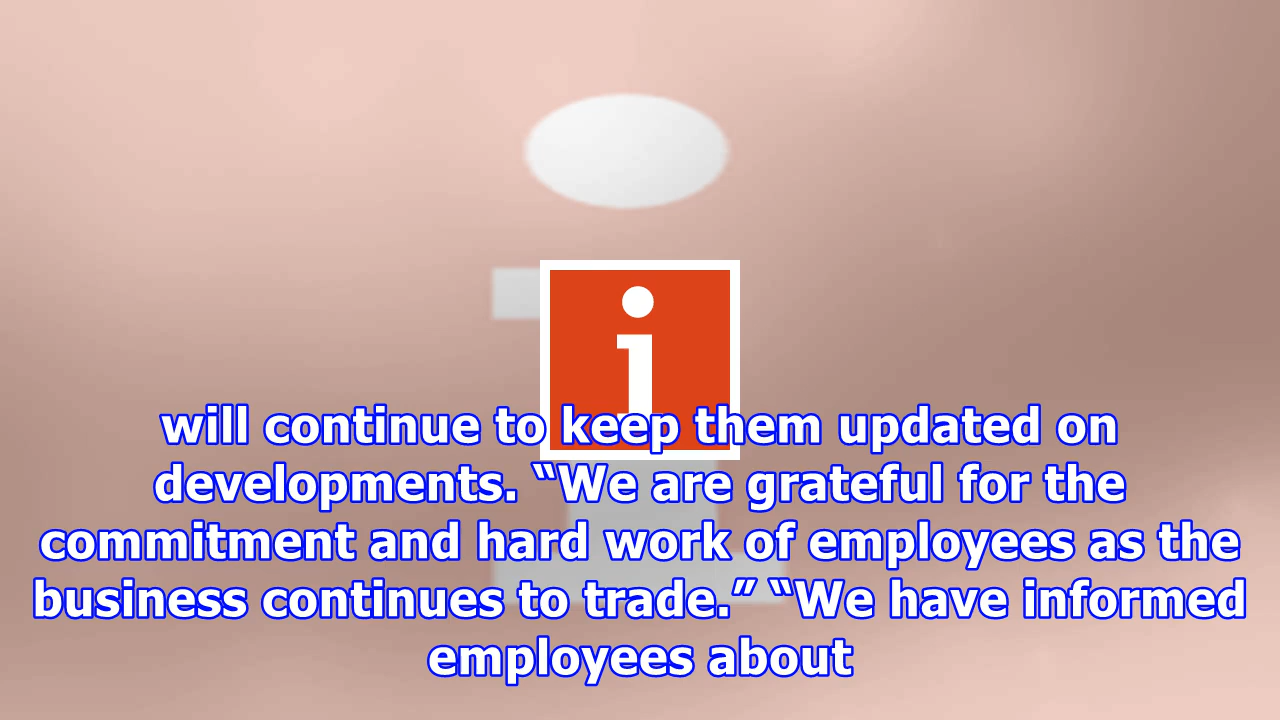 i
will continue to keep them updated on
developments. “We are grateful for the
commitment and hard work of employees as the
business continues to trade.” “We have informed
employees about